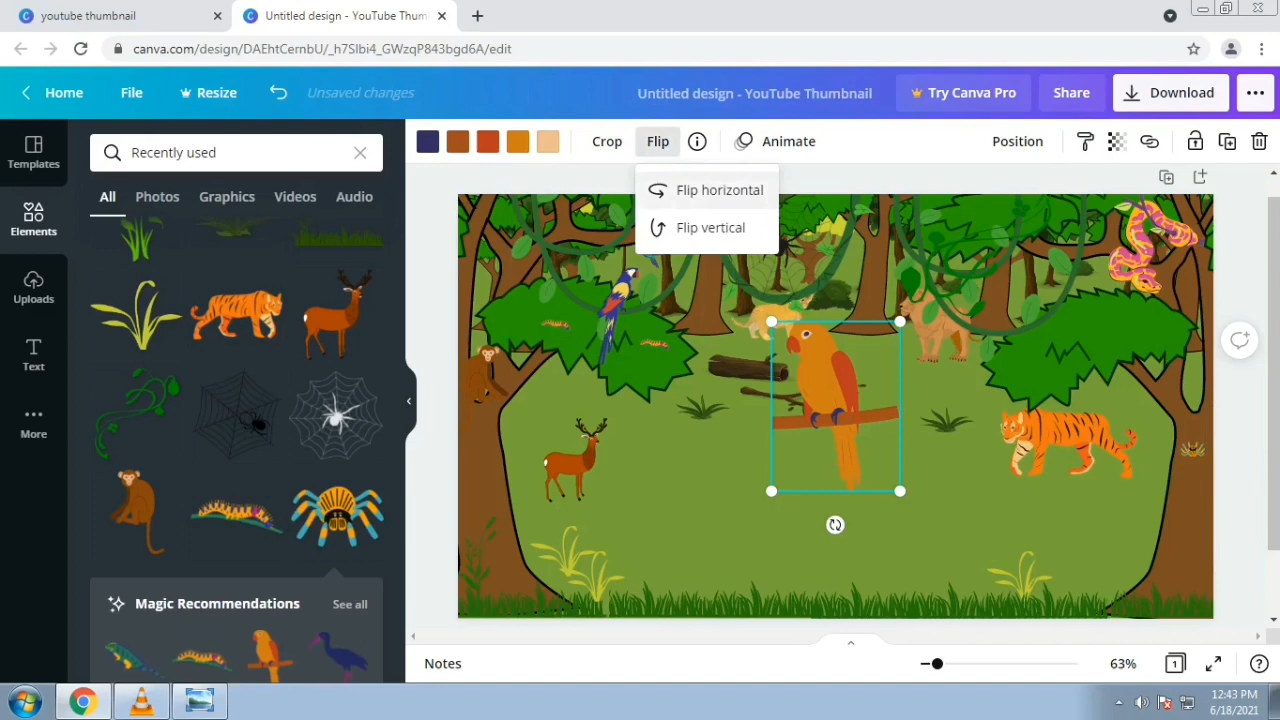 youtube thumbnail
Untitled design - YouTube Thum
canva.com/design/DAEhtCernbU/_h7Slbi4_GWzqP843bgd6A/edit
Home
File
Resize
Unsaved changes
Untitled design - YouTube Thumbnail
Try Canva Pro
Share
Download
Templates
Elements
Uploads
Text
More
Recently used
All
Photos
Graphics
Videos
Audio
Crop
Flip
Animate
Position
Flip horizontal
Flip vertical
Magic Recommendations
See all
Notes
63%
1
12:43 PM
6/18/2021